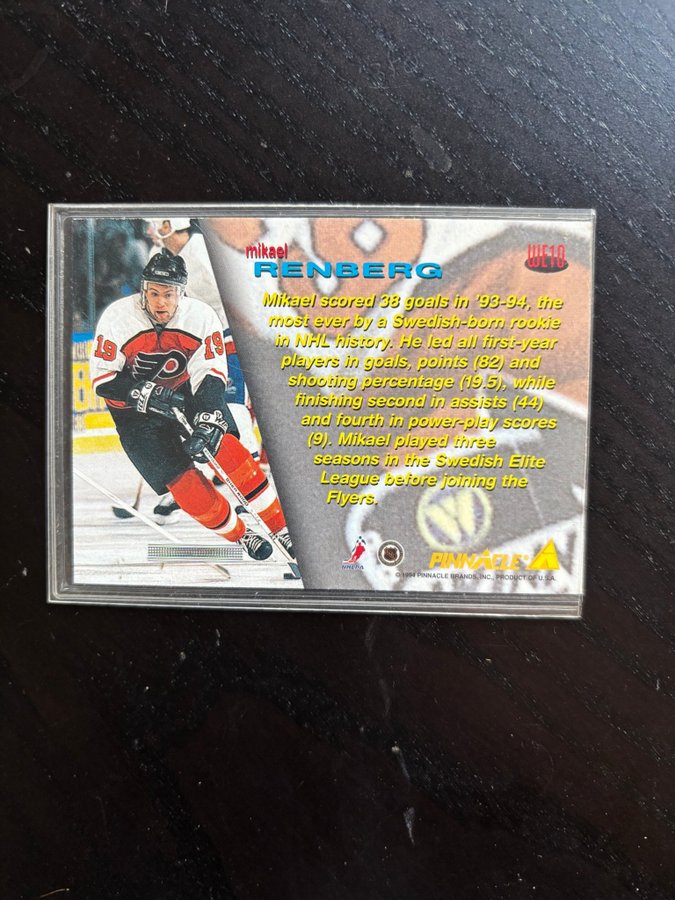 mikael
RENBERG
WE10
Mikael scored 38 goals in '93-94, the
most ever by a Swedish-born rookie
in NHL history. He led all first-year
players in goals, points (82) and
shooting percentage (19.5), while
finishing second in assists (44)
and fourth in power-play scores
(9). Mikael played three
seasons in the Swedish Elite
League before joining the
Flyers.
19 19
NHLPA
PINNACLE
© 1994 PINNACLE BRANDS, INC., PRODUCT OF U.S.A.